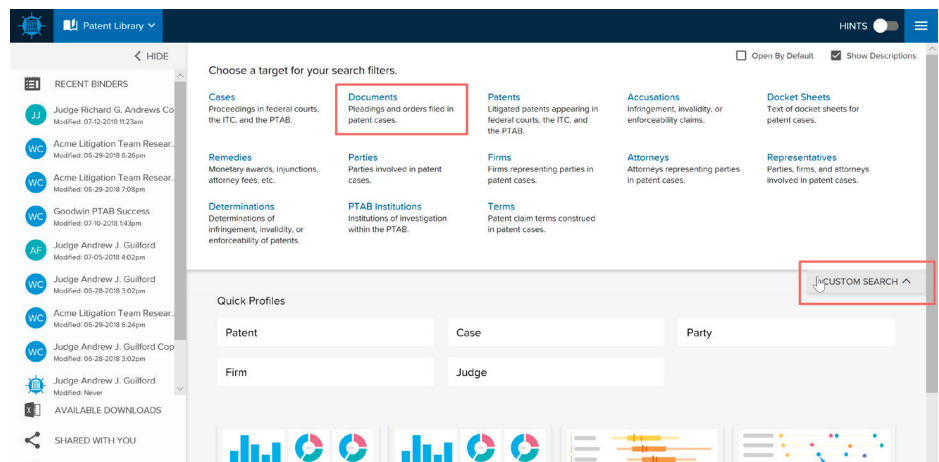 Patent Library
HINTS
HIDE
RECENT BINDERS
JJ
Judge Richard G. Andrews Co
Modified: 07-12-2018 11:23am
WC
Acme Litigation Team Resear..
Modified: 06-29-2018 6:26pm
WC
Acme Litigation Team Resear..
Modified: 06-29-2018 7:08pm
WC
Goodwin PTAB Success
Modified: 07-10-2018 1:43pm
AF
Judge Andrew J. Guilford
Modified: 07-05-2018 4:02pm
WC
Judge Andrew J. Guilford
Modified: 06-28-2018 3:02pm
WC
Acme Litigation Team Resear..
Modified: 06-29-2018 6:24pm
WC
Judge Andrew J. Guilford Cop
Modified: 06-28-2018 3:02pm
Judge Andrew J. Guilford
Modified: Never
AVAILABLE DOWNLOADS
SHARED WITH YOU
Open By Default
Show Descriptions
Choose a target for your search filters.
Cases
Proceedings in federal courts,
the ITC, and the PTAB.
Documents
Pleadings and orders filed in
patent cases.
Patents
Litigated patents appearing in
federal courts, the ITC, and
the PTAB.
Accusations
Infringement, invalidity, or
enforceability claims.
Docket Sheets
Text of docket sheets for
patent cases.
Remedies
Monetary awards, injunctions,
attorney fees, etc.
Parties
Parties involved in patent
cases.
Firms
Firms representing parties in
patent cases.
Attorneys
Attorneys representing parties
in patent cases.
Representatives
Parties, firms, and attorneys
involved in patent cases.
Determinations
Determinations of
infringement, invalidity, or
enforceability of patents.
PTAB Institutions
Institutions of investigation
within the PTAB.
Terms
Patent claim terms construed
in patent cases.
CUSTOM SEARCH
Quick Profiles
Patent
Case
Party
Firm
Judge